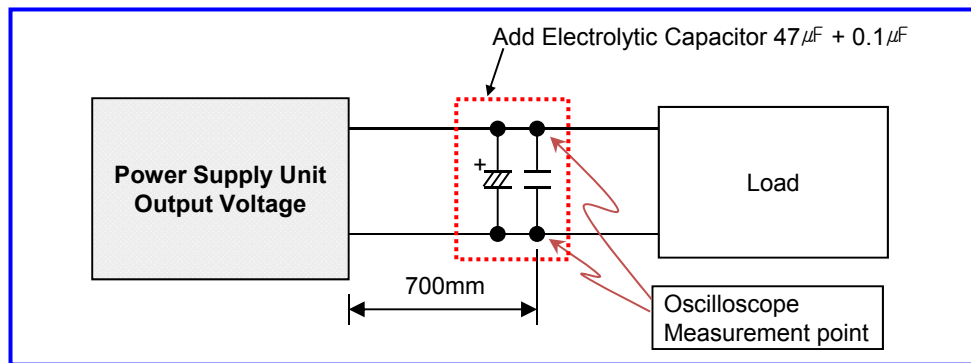 Add Electrolytic Capacitor 47㎌ + 0.1㎌
Power Supply Unit
Output Voltage
+
Load
700mm
Oscilloscope
Measurement point